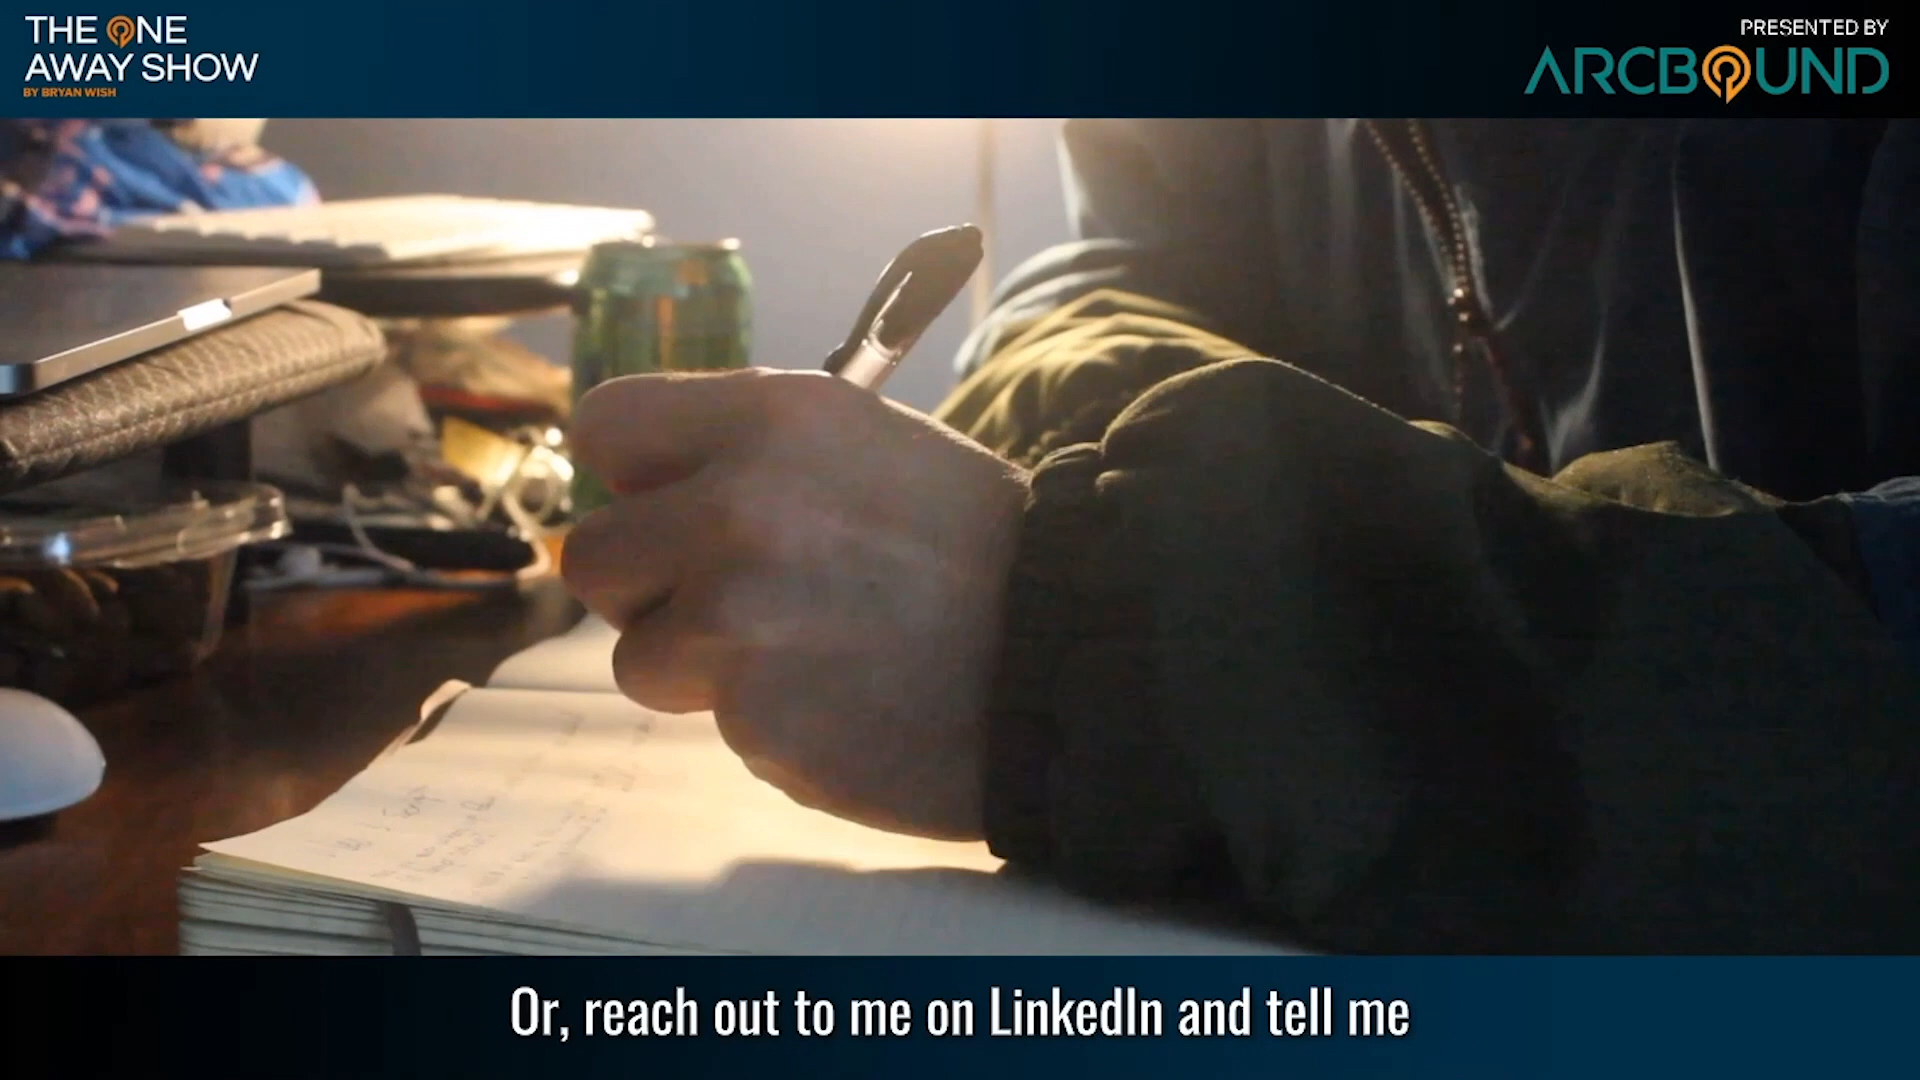 THE ONE
AWAY SHOW
BY BRYAN WISH
PRESENTED BY
ARCBOUND
Or, reach out to me on LinkedIn and tell me